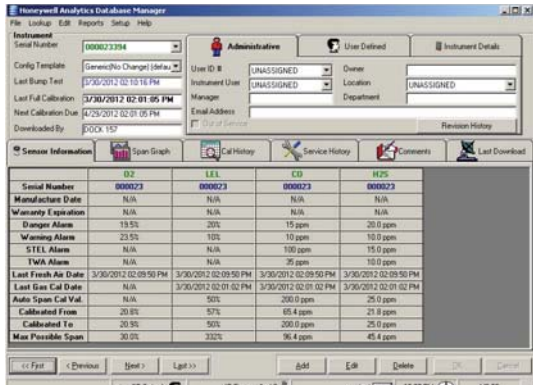 Honeywell Analytics Database Manager
File Lookup Edit Reports Setup Help
Instrument
Serial Number 000023394
Config Template Generic(No Change) (defau
Last Bump Test 3/30/2012 02:10:16 PM
Last Full Calibration 3/30/2012 02:01:05 PM
Next Calibration Due 4/29/2012 02:01:05 PM
Downloaded By DOCK 157
Administrative User Defined Instrument Details
User ID # UNASSIGNED Owner
Instrument User UNASSIGNED Location UNASSIGNED
Manager Department
Email Address
Out of Service Revision History
Sensor Information Span Graph Cal History Service History Comments Last Download
O2 LEL CO H2S
Serial Number 000023 000023 000023 000023
Manufacture Date N/A N/A N/A N/A
Warranty Expiration N/A N/A N/A N/A
Danger Alarm 19.5% 20% 15 ppm 20.0 ppm
Warning Alarm 23.5% 10% 10 ppm 10.0 ppm
STEL Alarm N/A N/A 100 ppm 15.0 ppm
TWA Alarm N/A N/A 35 ppm 10.0 ppm
Last Fresh Air Date 3/30/2012 02:09:50 PM 3/30/2012 02:09:50 PM 3/30/2012 02:09:50 PM 3/30/2012 02:09:50 PM
Last Gas Cal Date N/A 3/30/2012 02:01:02 PM 3/30/2012 02:01:02 PM 3/30/2012 02:01:02 PM
Auto Span Cal Val. N/A 50% 200.0 ppm 25.0 ppm
Calibrated From 20.8% 57% 65.4 ppm 21.8 ppm
Calibrated To 20.9% 50% 200.0 ppm 25.0 ppm
Max Possible Span 30.0% 332% 96.4 ppm 45.4 ppm
<< First < Previous Next > Last >> Add Edit Delete OK Cancel